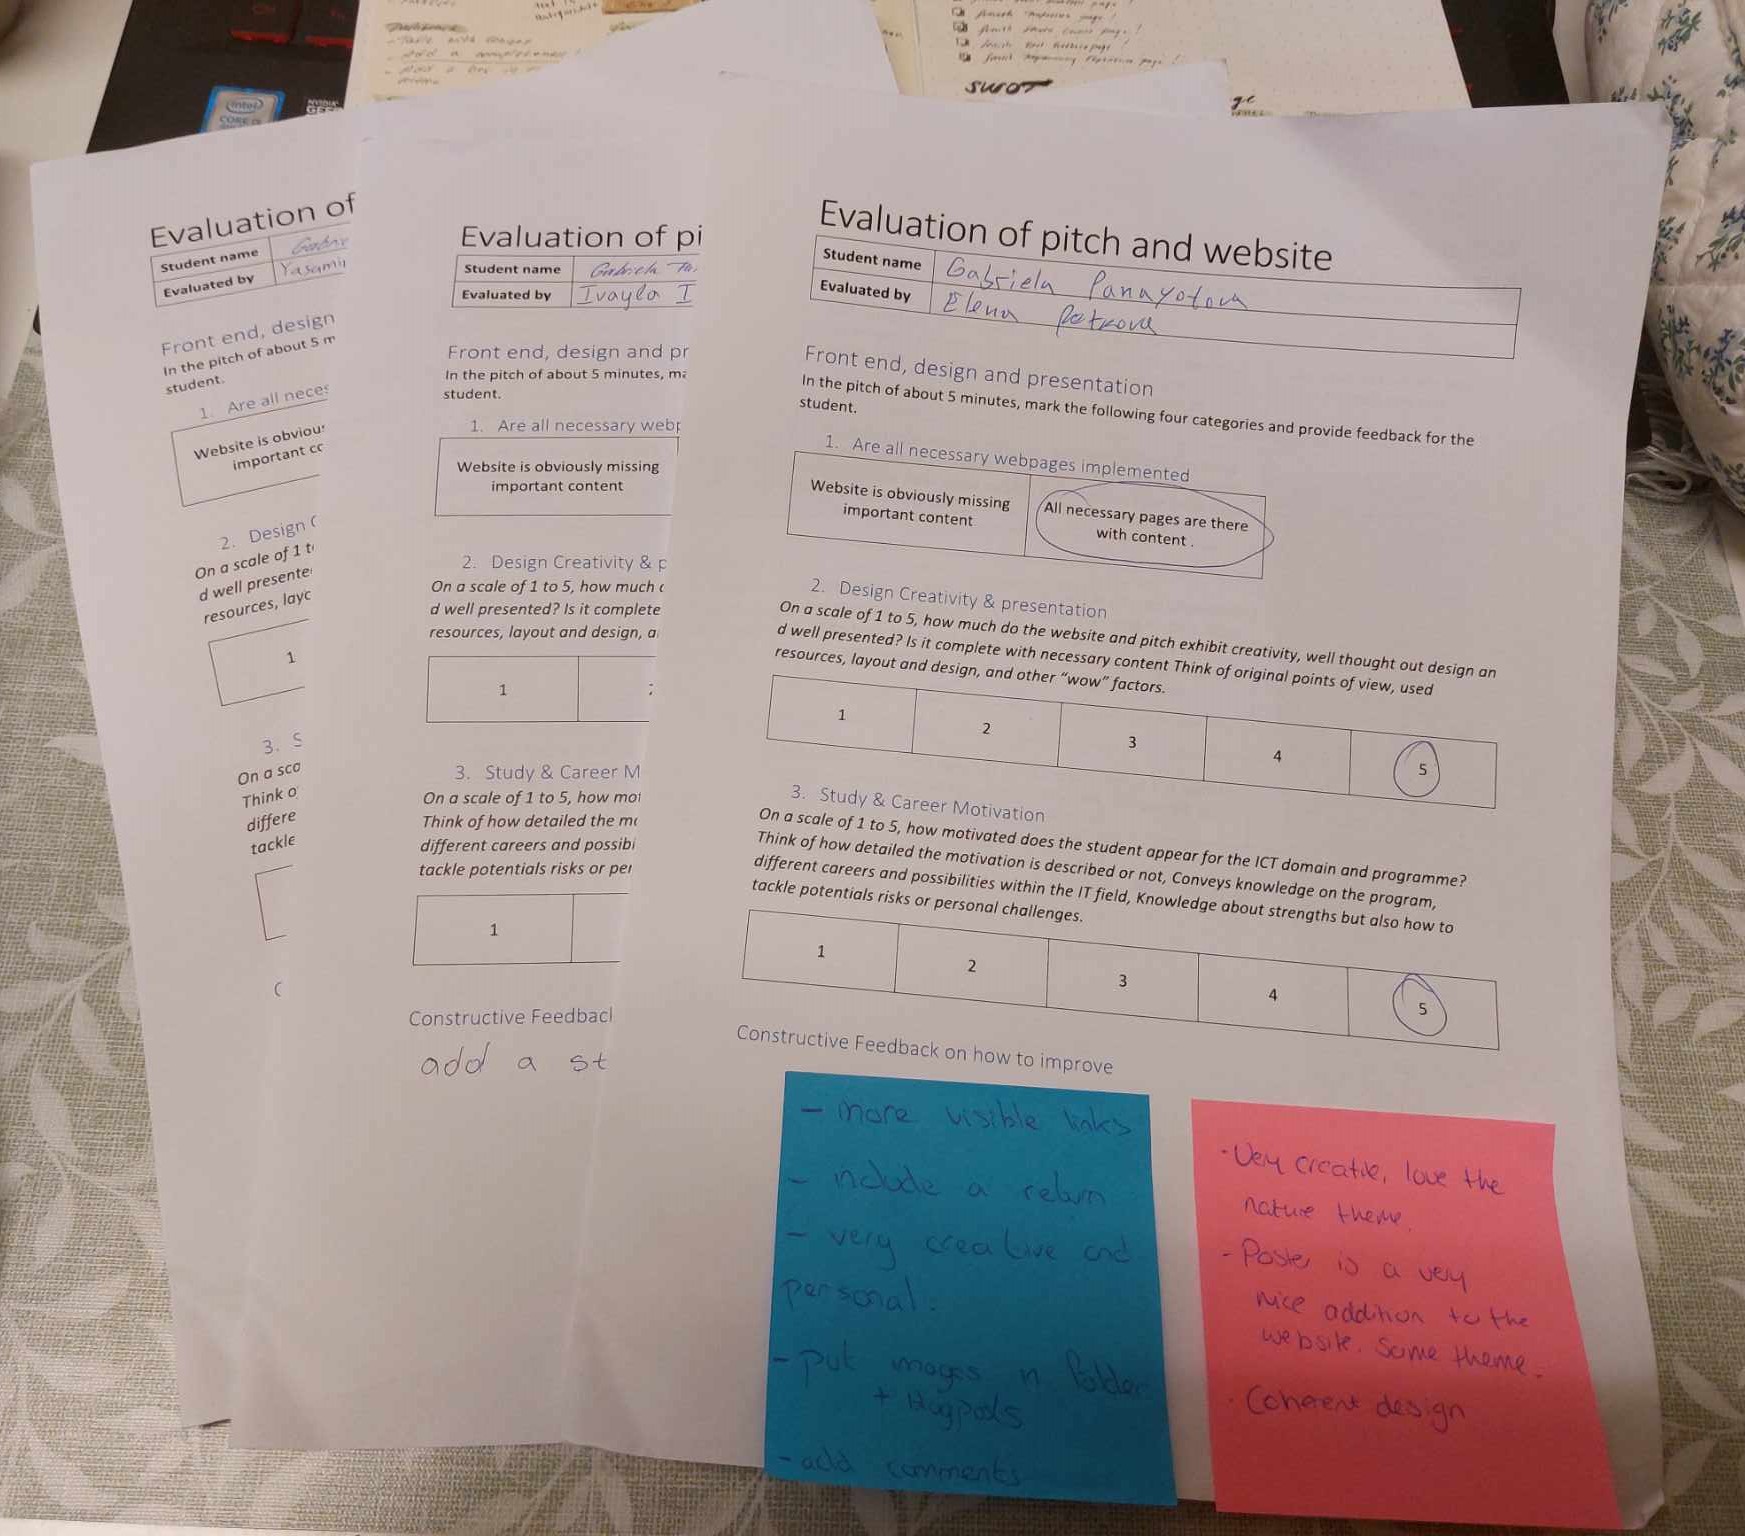 swot
intel
CORE i5
NVIDIA
Evaluation of
Student name
Evaluated by Yasamin
Front end, design
In the pitch of about 5 m
student.
1. Are all neces
Website is obvious
important co
2. Design C
On a scale of 1 t
d well presente
resources, layo
1
3. S
On a sca
Think o
differe
tackle
C
Evaluation of pi
Student name Gabriela
Evaluated by Ivaylo I
Front end, design and pr
In the pitch of about 5 minutes, ma
student.
1. Are all necessary webp
Website is obviously missing
important content
2. Design Creativity & p
On a scale of 1 to 5, how much
d well presented? Is it complete
resources, layout and design, a
1
3. Study & Career M
On a scale of 1 to 5, how mot
Think of how detailed the mo
different careers and possibi
tackle potentials risks or per
1
Constructive Feedback
add a st
Evaluation of pitch and website
Student name Gabriela Panayotova
Evaluated by Elena Petkova
Front end, design and presentation
In the pitch of about 5 minutes, mark the following four categories and provide feedback for the
student.
1. Are all necessary webpages implemented
Website is obviously missing
important content
All necessary pages are there
with content .
2. Design Creativity & presentation
On a scale of 1 to 5, how much do the website and pitch exhibit creativity, well thought out design an
d well presented? Is it complete with necessary content Think of original points of view, used
resources, layout and design, and other “wow” factors.
1 2 3 4 5
3. Study & Career Motivation
On a scale of 1 to 5, how motivated does the student appear for the ICT domain and programme?
Think of how detailed the motivation is described or not, Conveys knowledge on the program,
different careers and possibilities within the IT field, Knowledge about strengths but also how to
tackle potentials risks or personal challenges.
1 2 3 4 5
Constructive Feedback on how to improve
- more visible links
- include a return
- very creative and
personal.
- put images in folder
+ blogposts
- add comments
- Very creative, love the
nature theme.
- Poster is a very
nice addition to the
website. Same theme.
- Coherent design